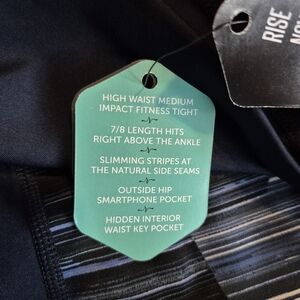 HIGH WAIST MEDIUM
IMPACT FITNESS TIGHT
7/8 LENGTH HITS
RIGHT ABOVE THE ANKLE
SLIMMING STRIPES AT
THE NATURAL SIDE SEAMS
OUTSIDE HIP
SMARTPHONE POCKET
HIDDEN INTERIOR
WAIST KEY POCKET
RISE